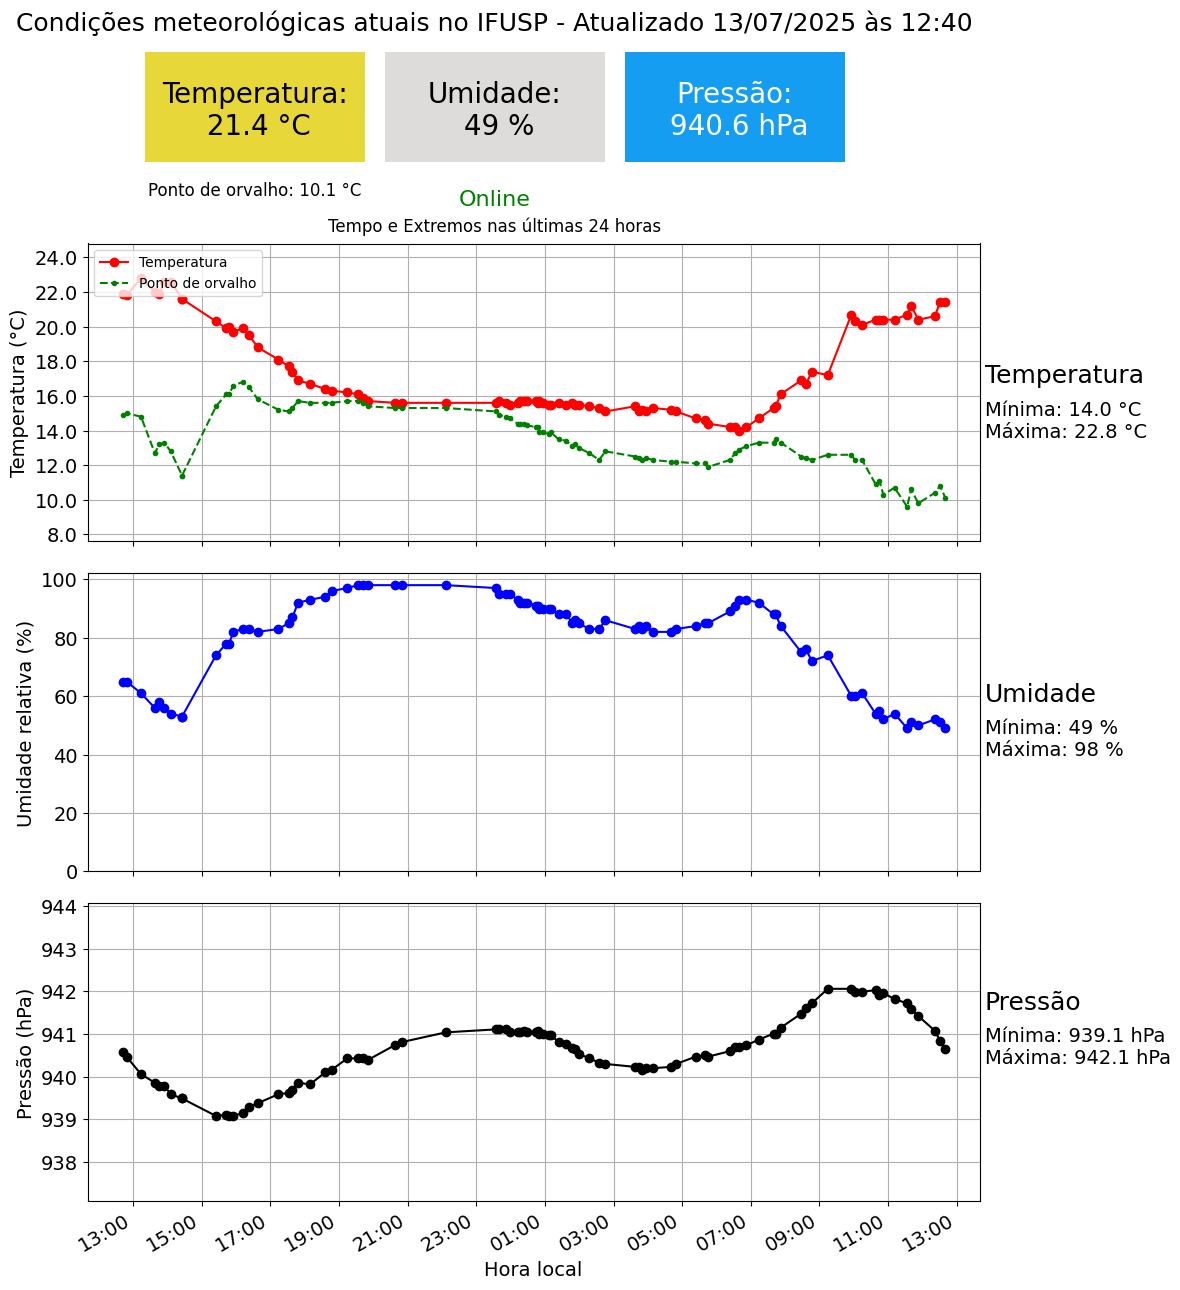 Condições meteorológicas atuais no IFUSP - Atualizado 13/07/2025 às 12:40
Temperatura:
21.4 °C
Umidade:
49 %
Pressão:
940.6 hPa
Ponto de orvalho: 10.1 °C
Online
Tempo e Extremos nas últimas 24 horas
Temperatura (°C)
24.0
22.0
20.0
18.0
16.0
14.0
12.0
10.0
8.0
Temperatura
Ponto de orvalho
Temperatura
Mínima: 14.0 °C
Máxima: 22.8 °C
Umidade relativa (%)
100
80
60
40
20
0
Umidade
Mínima: 49 %
Máxima: 98 %
Pressão (hPa)
944
943
942
941
940
939
938
Pressão
Mínima: 939.1 hPa
Máxima: 942.1 hPa
13:00
15:00
17:00
19:00
21:00
23:00
01:00
03:00
05:00
07:00
09:00
11:00
13:00
Hora local